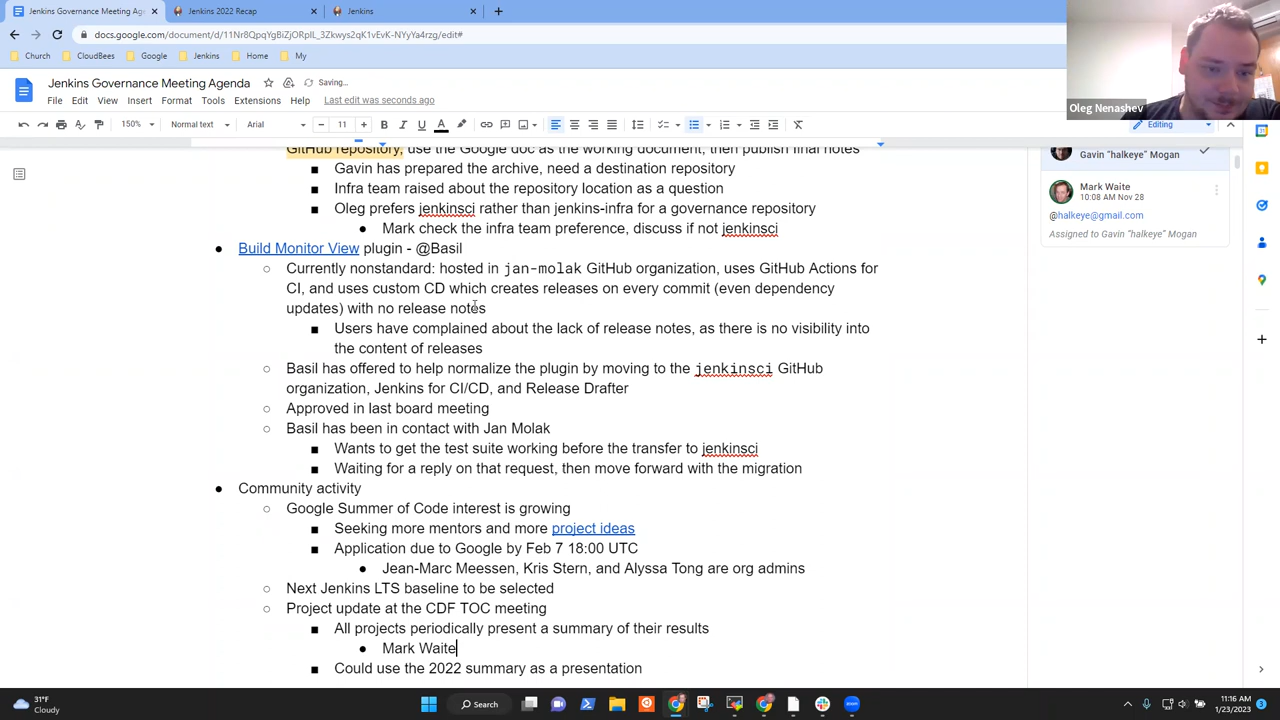 Jenkins Governance Meeting Age
Jenkins 2022 Recap
Jenkins
docs.google.com/document/d/11Nr8QpqYgBiZjORpIL_3Zkwys2qK1vEvK-NYyYa4rzg/edit#
Church
CloudBees
Google
Jenkins
Home
My
Jenkins Governance Meeting Agenda
Saving...
File Edit View Insert Format Tools Extensions Help Last edit was seconds ago
150% Normal text Arial 11
Editing
Oleg Nenashev
GitHub repository, use the Google doc as the working document, then publish final notes
Gavin has prepared the archive, need a destination repository
Infra team raised about the repository location as a question
Oleg prefers jenkinsci rather than jenkins-infra for a governance repository
Mark check the infra team preference, discuss if not jenkinsci
Build Monitor View plugin - @Basil
Currently nonstandard: hosted in jan-molak GitHub organization, uses GitHub Actions for
CI, and uses custom CD which creates releases on every commit (even dependency
updates) with no release notes
Users have complained about the lack of release notes, as there is no visibility into
the content of releases
Basil has offered to help normalize the plugin by moving to the jenkinsci GitHub
organization, Jenkins for CI/CD, and Release Drafter
Approved in last board meeting
Basil has been in contact with Jan Molak
Wants to get the test suite working before the transfer to jenkinsci
Waiting for a reply on that request, then move forward with the migration
Community activity
Google Summer of Code interest is growing
Seeking more mentors and more project ideas
Application due to Google by Feb 7 18:00 UTC
Jean-Marc Meessen, Kris Stern, and Alyssa Tong are org admins
Next Jenkins LTS baseline to be selected
Project update at the CDF TOC meeting
All projects periodically present a summary of their results
Mark Waite
Could use the 2022 summary as a presentation
Gavin "halkeye" Mogan
Mark Waite
10:08 AM Nov 28
@halkeye@gmail.com
Assigned to Gavin "halkeye" Mogan
31°F
Cloudy
Search
11:16 AM
1/23/2023